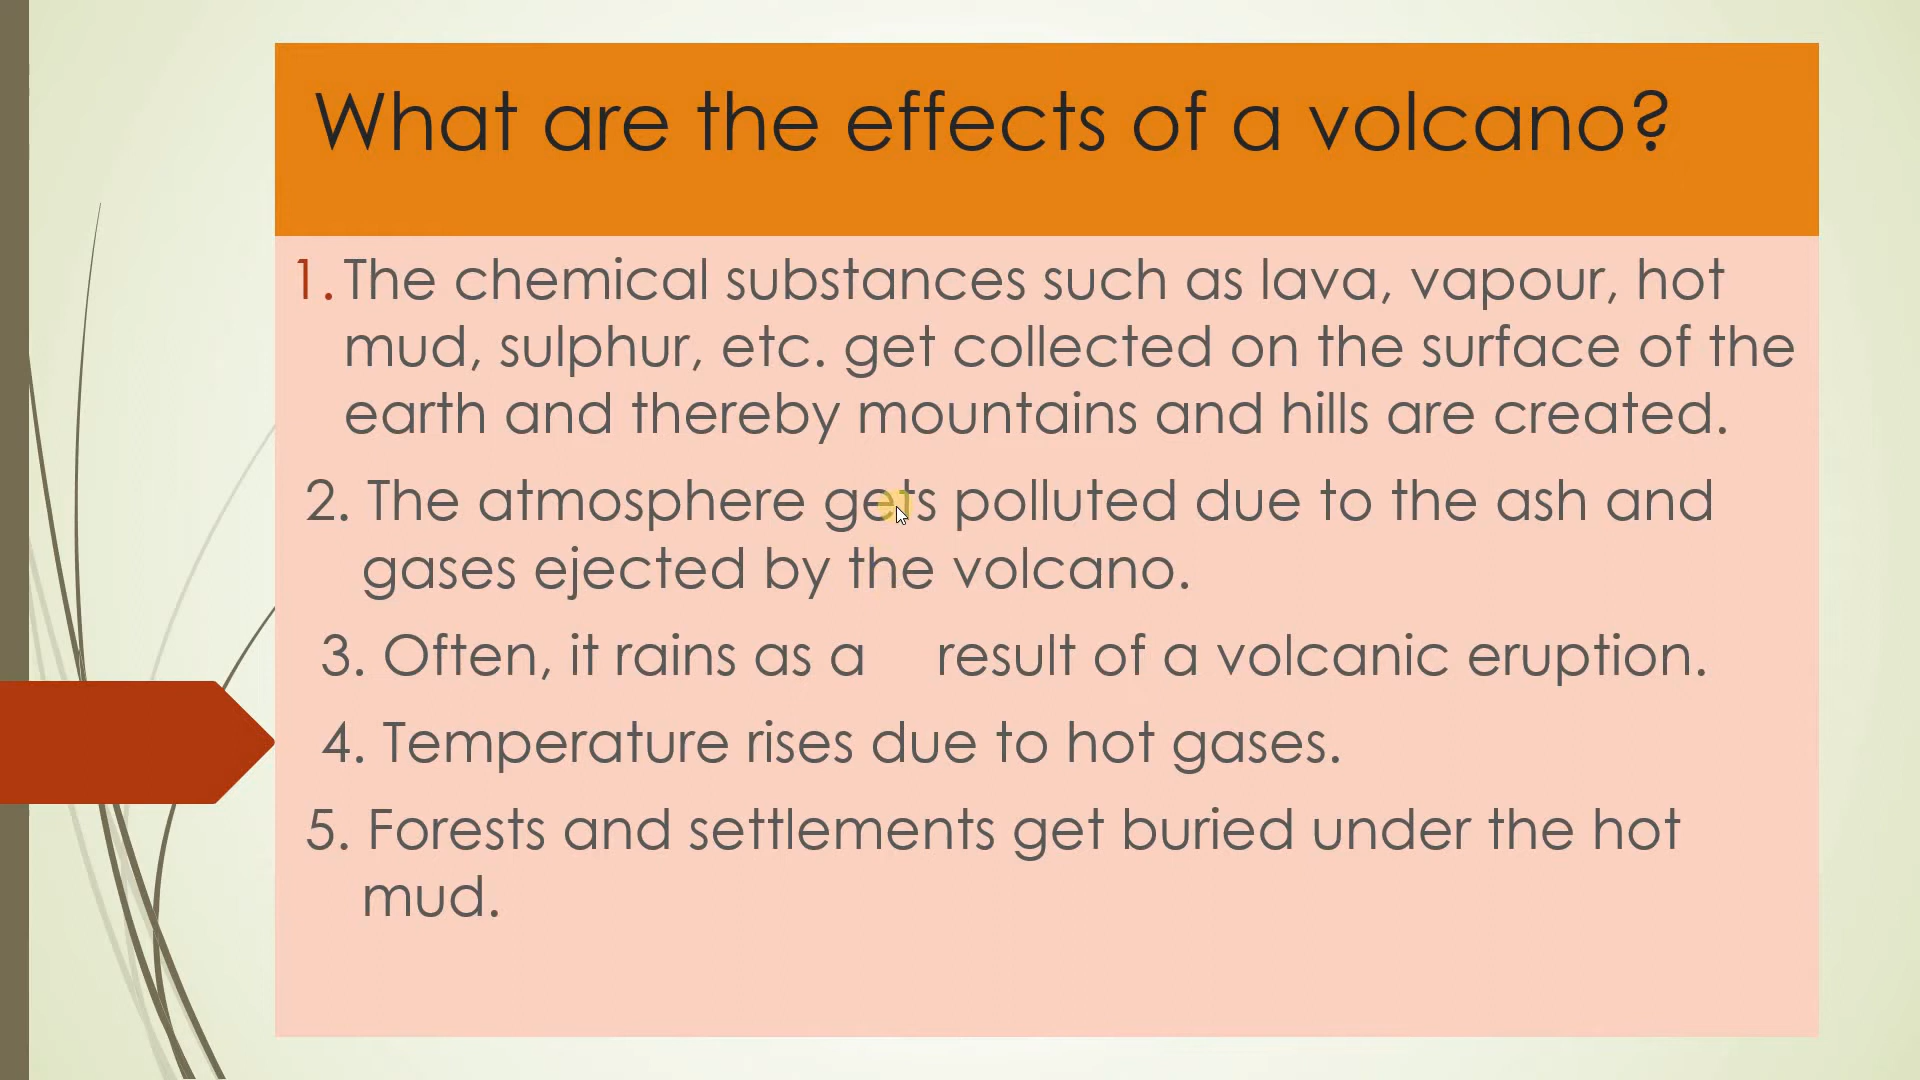 What are the effects of a volcano?
1. The chemical substances such as lava, vapour, hot
mud, sulphur, etc. get collected on the surface of the
earth and thereby mountains and hills are created.
2. The atmosphere gets polluted due to the ash and
gases ejected by the volcano.
3. Often, it rains as a result of a volcanic eruption.
4. Temperature rises due to hot gases.
5. Forests and settlements get buried under the hot
mud.